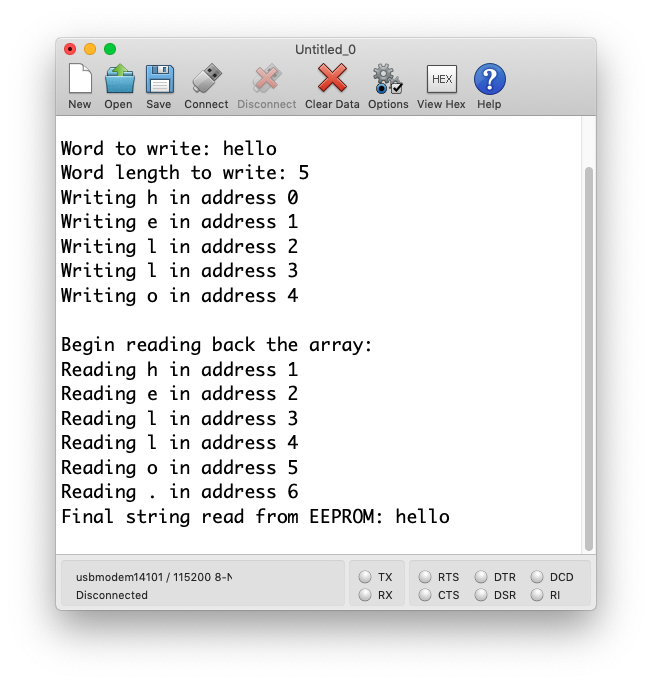 Untitled_0
New Open Save Connect Disconnect Clear Data Options View Hex Help
HEX
Word to write: hello
Word length to write: 5
Writing h in address 0
Writing e in address 1
Writing l in address 2
Writing l in address 3
Writing o in address 4
Begin reading back the array:
Reading h in address 1
Reading e in address 2
Reading l in address 3
Reading l in address 4
Reading o in address 5
Reading . in address 6
Final string read from EEPROM: hello
usbmodem14101 / 115200 8-N
Disconnected
TX RTS DTR DCD
RX CTS DSR RI